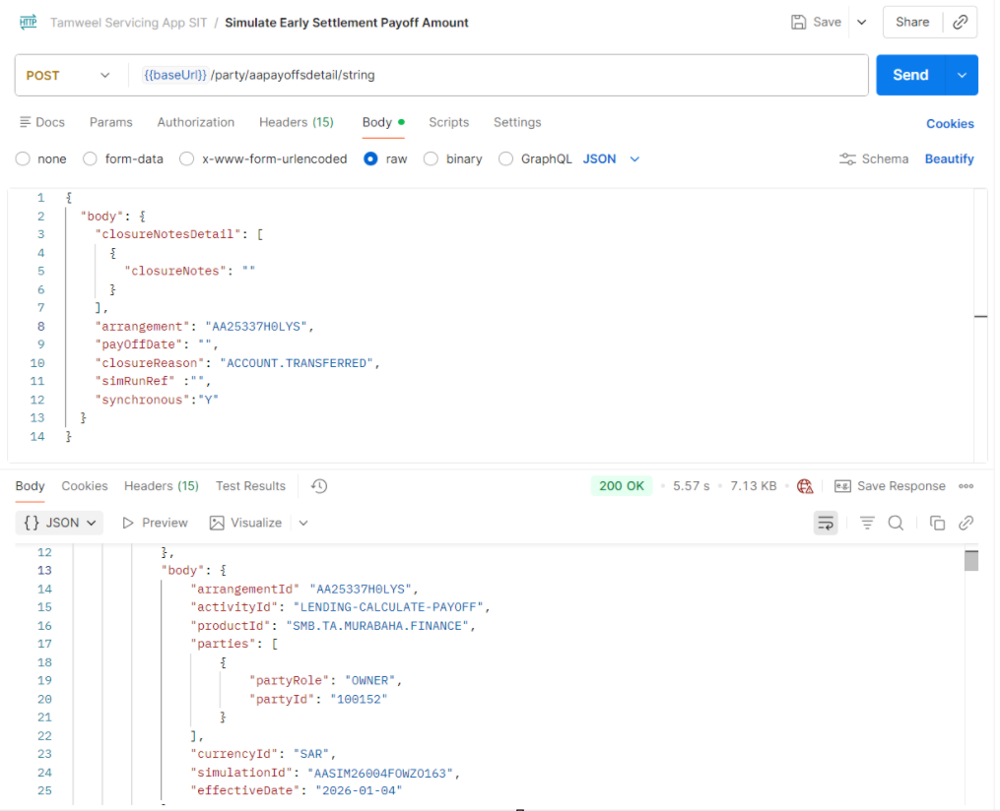 HTTP Tamweel Servicing App SIT / Simulate Early Settlement Payoff Amount Save Share
POST {{baseUrl}} /party/aapayoffsdetail/string Send
Docs Params Authorization Headers (15) Body Scripts Settings Cookies
none form-data x-www-form-urlencoded raw binary GraphQL JSON Schema Beautify
1 {
2 "body": {
3 "closureNotesDetail": [
4 {
5 "closureNotes": ""
6 }
7 ],
8 "arrangement": "AA25337H0LYS",
9 "payOffDate": "",
10 "closureReason": "ACCOUNT.TRANSFERRED",
11 "simRunRef" :"",
12 "synchronous":"Y"
13 }
14 }
Body Cookies Headers (15) Test Results 200 OK • 5.57 s • 7.13 KB e.g. Save Response
{} JSON Preview Visualize
12 },
13 "body": {
14 "arrangementId" "AA25337H0LYS",
15 "activityId": "LENDING-CALCULATE-PAYOFF",
16 "productId": "SMB.TA.MURABAHA.FINANCE",
17 "parties": [
18 {
19 "partyRole": "OWNER",
20 "partyId": "100152"
21 }
22 ],
23 "currencyId": "SAR",
24 "simulationId": "AASIM26004FOWZO163",
25 "effectiveDate": "2026-01-04"